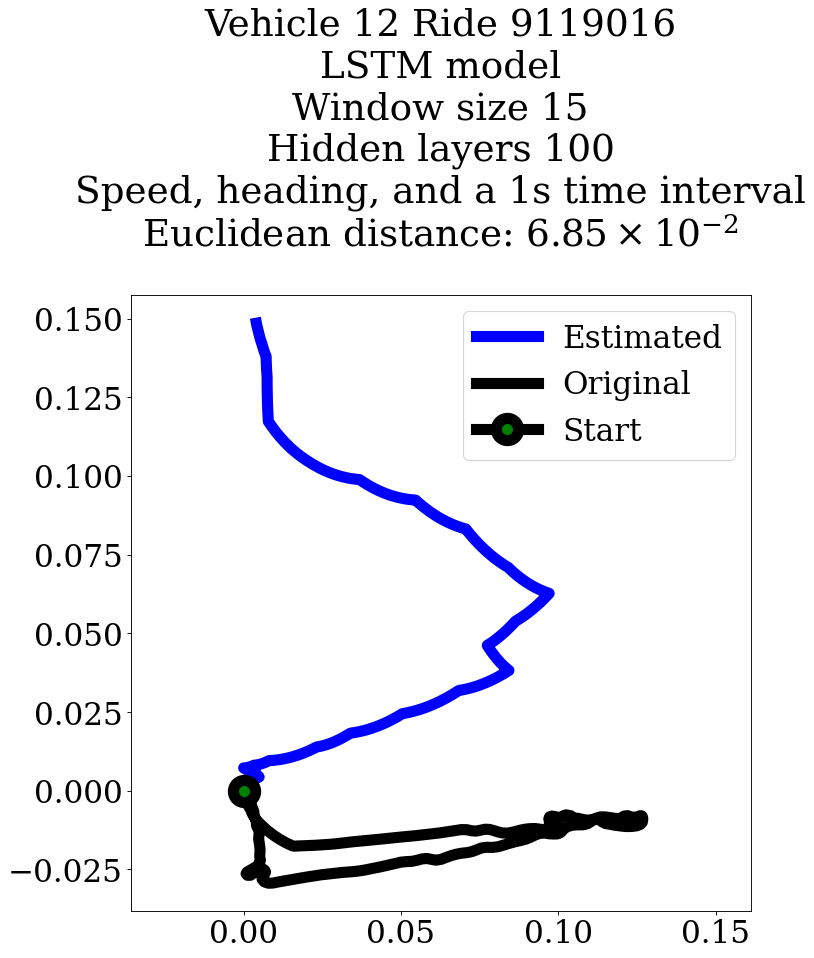 Vehicle 12 Ride 9119016
LSTM model
Window size 15
Hidden layers 100
Speed, heading, and a 1s time interval
Euclidean distance: 6.85 × 10⁻²
Estimated
Original
Start
0.150
0.125
0.100
0.075
0.050
0.025
0.000
−0.025
0.00 0.05 0.10 0.15